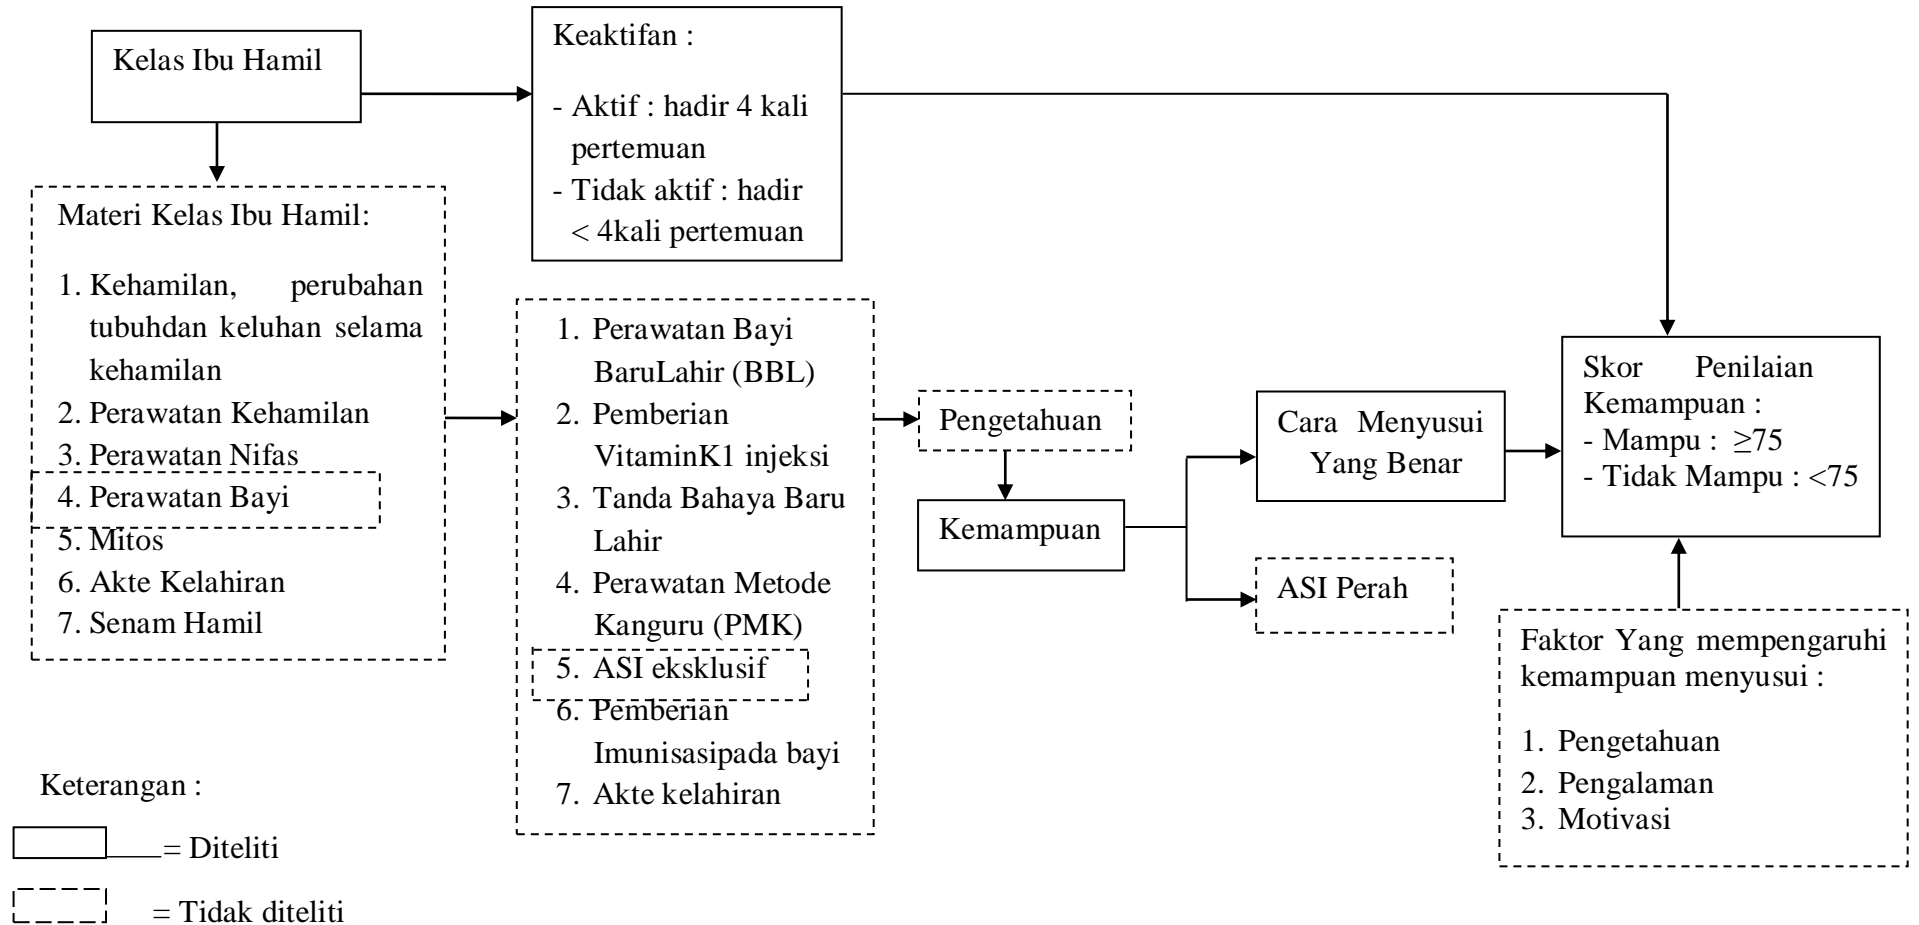 Kelas Ibu Hamil
Keaktifan :
- Aktif : hadir 4 kali
pertemuan
- Tidak aktif : hadir
< 4kali pertemuan
Materi Kelas Ibu Hamil:
1. Kehamilan, perubahan
tubuhdan keluhan selama
kehamilan
2. Perawatan Kehamilan
3. Perawatan Nifas
4. Perawatan Bayi
5. Mitos
6. Akte Kelahiran
7. Senam Hamil
1. Perawatan Bayi
BaruLahir (BBL)
2. Pemberian
VitaminK1 injeksi
3. Tanda Bahaya Baru
Lahir
4. Perawatan Metode
Kanguru (PMK)
5. ASI eksklusif
6. Pemberian
Imunisasipada bayi
7. Akte kelahiran
Pengetahuan
Kemampuan
Cara Menyusui
Yang Benar
ASI Perah
Skor Penilaian
Kemampuan :
- Mampu : ≥75
- Tidak Mampu : <75
Faktor Yang mempengaruhi
kemampuan menyusui :
1. Pengetahuan
2. Pengalaman
3. Motivasi
Keterangan :
= Diteliti
= Tidak diteliti